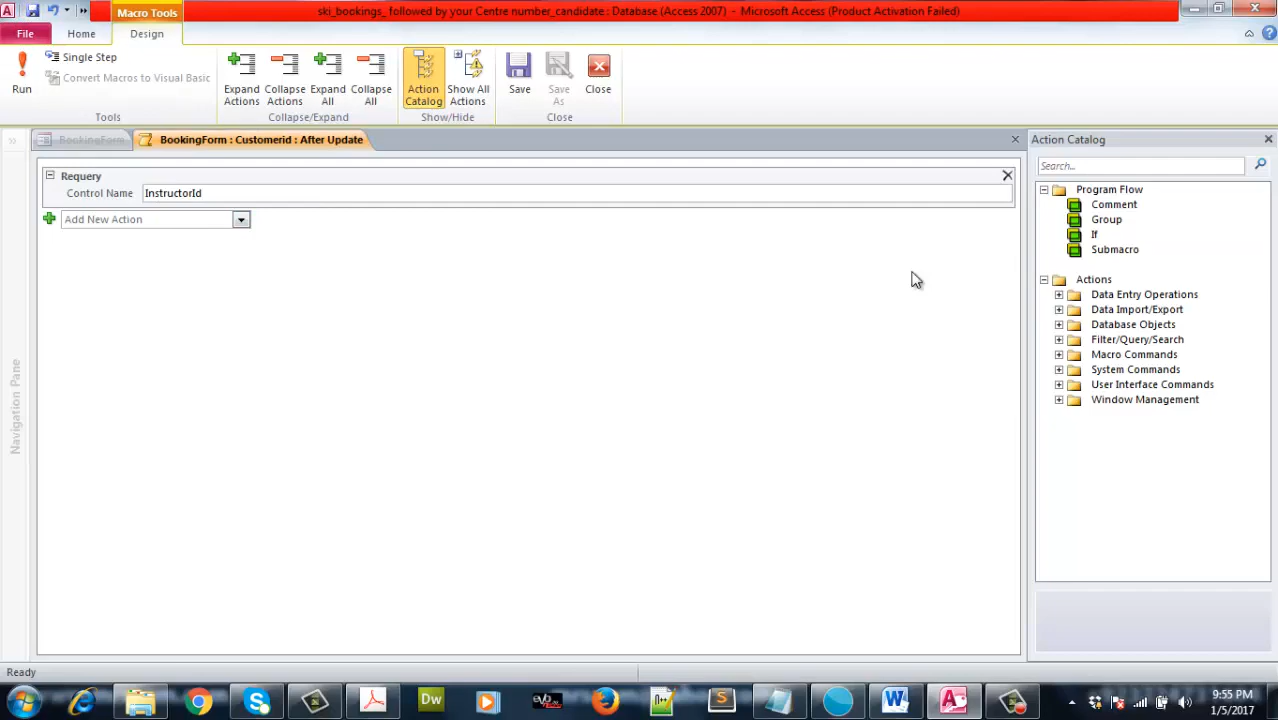 Macro Tools
ski_bookings_ followed by your Centre number_candidate : Database (Access 2007) - Microsoft Access (Product Activation Failed)
File
Home
Design
Run
Single Step
Convert Macros to Visual Basic
Tools
Expand Actions
Collapse Actions
Expand All
Collapse All
Collapse/Expand
Action Catalog
Show All Actions
Show/Hide
Save
Save As
Close
Close
BookingForm
BookingForm : Customerid : After Update
Action Catalog
Requery
Control Name
InstructorId
Add New Action
Search...
Program Flow
Comment
Group
If
Submacro
Actions
Data Entry Operations
Data Import/Export
Database Objects
Filter/Query/Search
Macro Commands
System Commands
User Interface Commands
Window Management
Navigation Pane
Ready
9:55 PM
1/5/2017